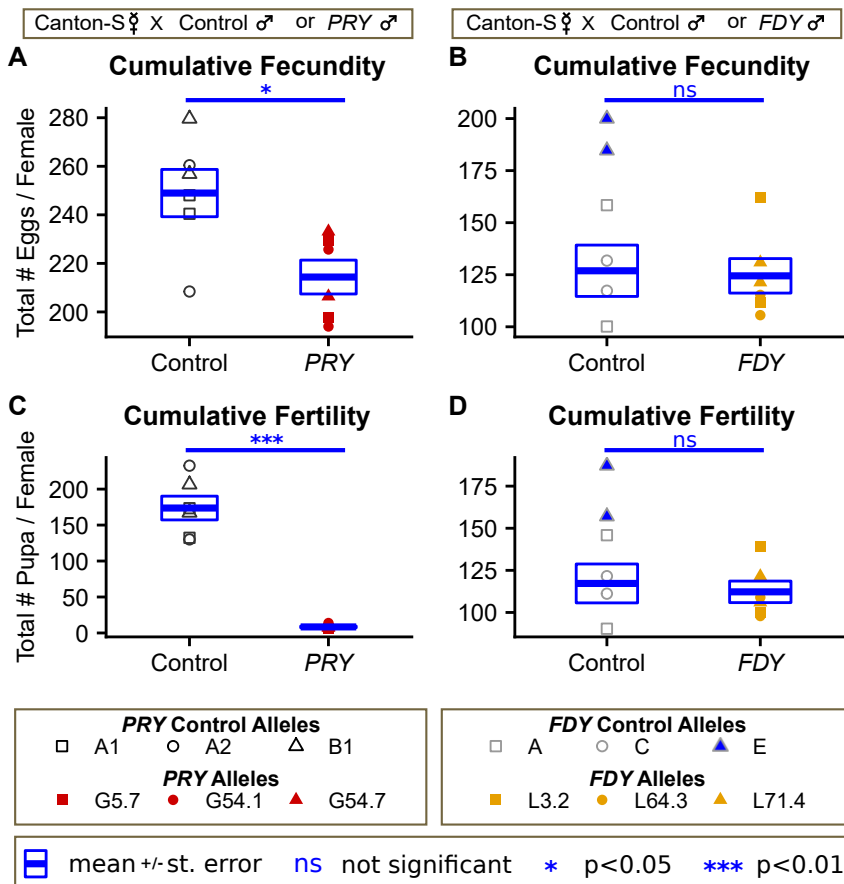 Canton-S ☿ X Control ♂ or PRY ♂
Canton-S ☿ X Control ♂ or FDY ♂
A
Cumulative Fecundity
*
Total # Eggs / Female
280
260
240
220
200
Control
PRY
B
Cumulative Fecundity
ns
200
175
150
125
100
Control
FDY
C
Cumulative Fertility
***
Total # Pupa / Female
200
150
100
50
0
Control
PRY
D
Cumulative Fertility
ns
175
150
125
100
Control
FDY
PRY Control Alleles
A1 A2 B1
PRY Alleles
G5.7 G54.1 G54.7
FDY Control Alleles
A C E
FDY Alleles
L3.2 L64.3 L71.4
mean +/- st. error ns not significant * p<0.05 *** p<0.01